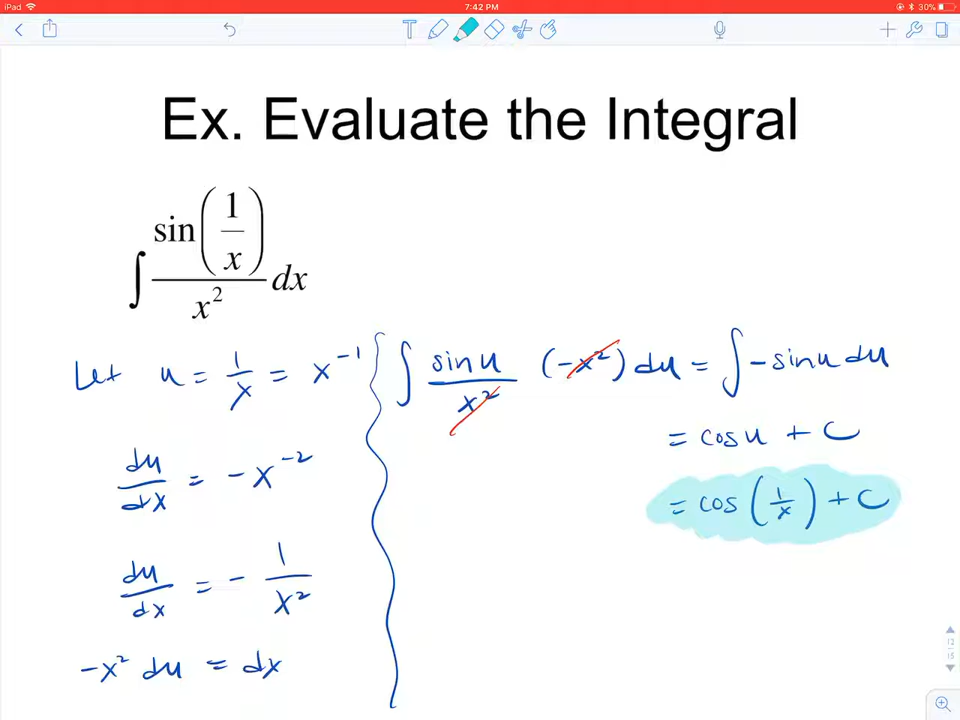 iPad 7:42 PM 30%
T
Ex. Evaluate the Integral
∫ sin(1/x)/x² dx
Let u = 1/x = x⁻¹
du/dx = -x⁻²
du/dx = - 1/x²
-x² du = dx
∫ sin u/x² (-x²) du = ∫ - sin u du
= cos u + C
= cos(1/x) + C